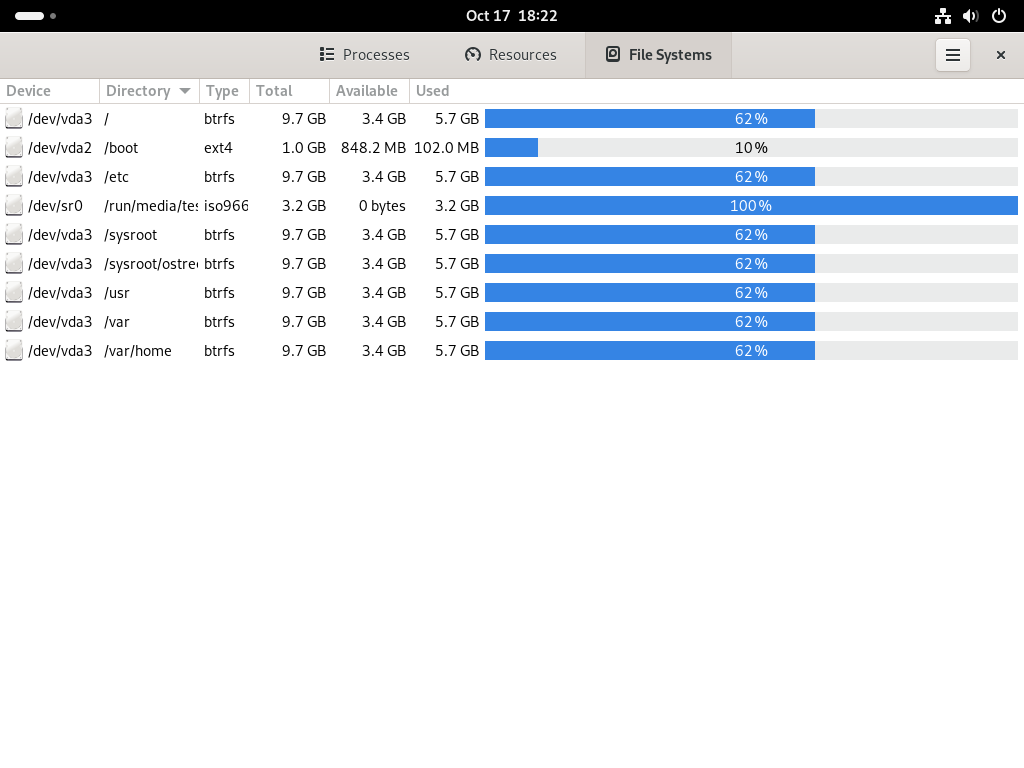 Oct 17 18:22
Processes Resources File Systems
Device Directory Type Total Available Used
/dev/vda3 / btrfs 9.7 GB 3.4 GB 5.7 GB 62%
/dev/vda2 /boot ext4 1.0 GB 848.2 MB 102.0 MB 10%
/dev/vda3 /etc btrfs 9.7 GB 3.4 GB 5.7 GB 62%
/dev/sr0 /run/media/tes iso966 3.2 GB 0 bytes 3.2 GB 100%
/dev/vda3 /sysroot btrfs 9.7 GB 3.4 GB 5.7 GB 62%
/dev/vda3 /sysroot/ostre btrfs 9.7 GB 3.4 GB 5.7 GB 62%
/dev/vda3 /usr btrfs 9.7 GB 3.4 GB 5.7 GB 62%
/dev/vda3 /var btrfs 9.7 GB 3.4 GB 5.7 GB 62%
/dev/vda3 /var/home btrfs 9.7 GB 3.4 GB 5.7 GB 62%